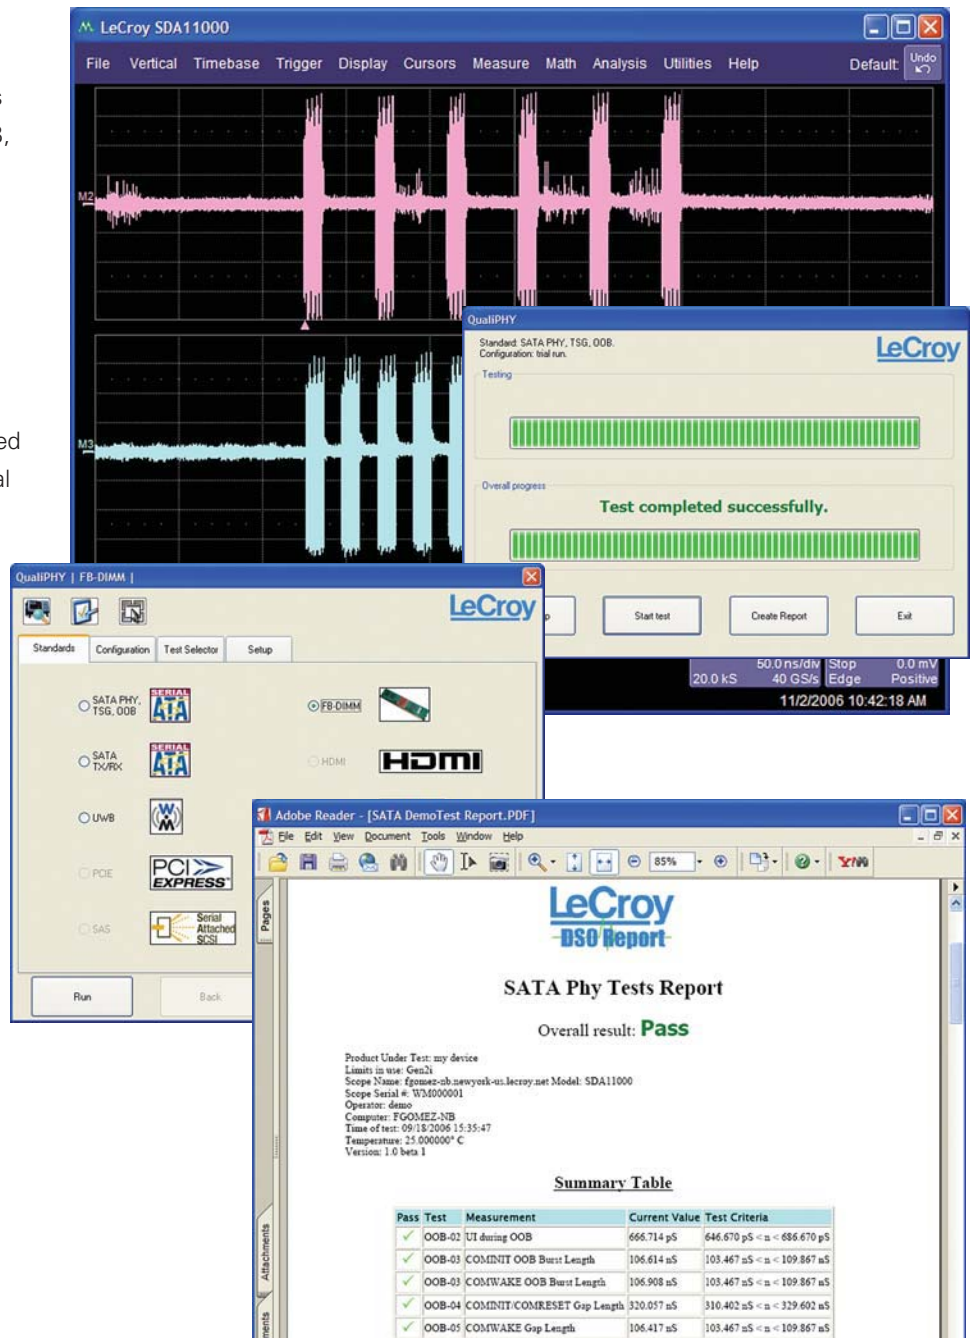 LeCroy SDA11000
File Vertical Timebase Trigger Display Cursors Measure Math Analysis Utilities Help Default Undo
M2
M3
QualiPHY
Standard: SATA PHY, TSG, OOB.
Configuration: trial run.
LeCroy
Testing
Overall progress
Test completed successfully.
Start test Create Report Exit
50.0 ns/div Stop 0.0 mV
20.0 kS 40 GS/s Edge Positive
11/2/2006 10:42:18 AM
QualiPHY | FB-DIMM |
LeCroy
Standards Configuration Test Selector Setup
SATA PHY, TSG, OOB
SERIAL ATA
FB-DIMM
SATA TX/RX
SERIAL ATA
HDMI
HDMI
UWB
PCIE
PCI EXPRESS
SAS
Serial Attached SCSI
Run Back
Adobe Reader - [SATA DemoTest Report.PDF]
File Edit View Document Tools Window Help
85%
Pages
Attachments
LeCroy
DSO Report
SATA Phy Tests Report
Overall result: Pass
Product Under Test: my device
Limits in use: Gen2i
Scope Name: fgomez-nb.newyork-us.lecroy.net Model: SDA11000
Scope Serial #: WM000001
Operator: demo
Computer: FGOMEZ-NB
Time of test: 09/18/2006 15:35:47
Temperature: 25.000000° C
Version: 1.0 beta 1
Summary Table
Pass Test Measurement Current Value Test Criteria
OOB-02 UI during OOB 666.714 pS 646.670 pS < n < 686.670 pS
OOB-03 COMINIT OOB Burst Length 106.614 nS 103.467 nS < n < 109.867 nS
OOB-03 COMWAKE OOB Burst Length 106.908 nS 103.467 nS < n < 109.867 nS
OOB-04 COMINIT/COMRESET Gap Length 320.057 nS 310.402 nS < n < 329.602 nS
OOB-05 COMWAKE Gap Length 106.417 nS 103.467 nS < n < 109.867 nS